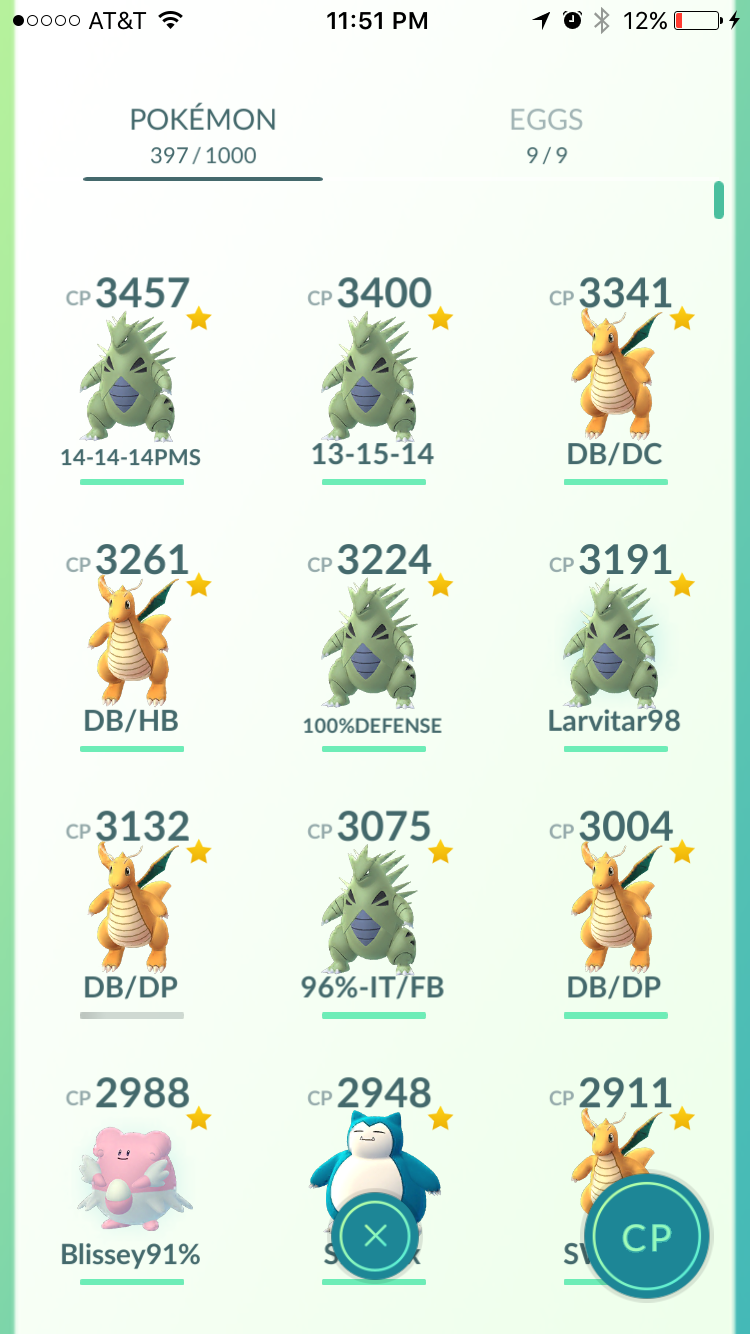 AT&T 11:51 PM 12%
POKÉMON EGGS
397/1000 9/9
CP 3457 CP 3400 CP 3341
14-14-14PMS 13-15-14 DB/DC
CP 3261 CP 3224 CP 3191
DB/HB 100%DEFENSE Larvitar98
CP 3132 CP 3075 CP 3004
DB/DP 96%-IT/FB DB/DP
CP 2988 CP 2948 CP 2911
Blissey91%
CP